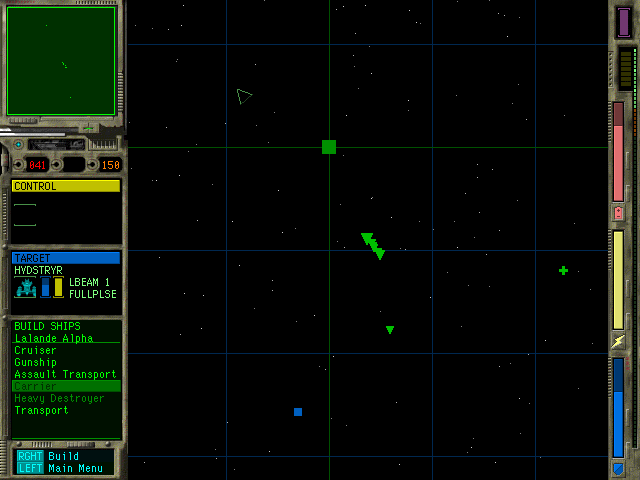 041 150
CONTROL
TARGET
HYDSTRYR
LBEAM 1
FULLPLSE
BUILD SHIPS
Lalande Alpha
Cruiser
Gunship
Assault Transport
Carrier
Heavy Destroyer
Transport
RGHT Build
LEFT Main Menu